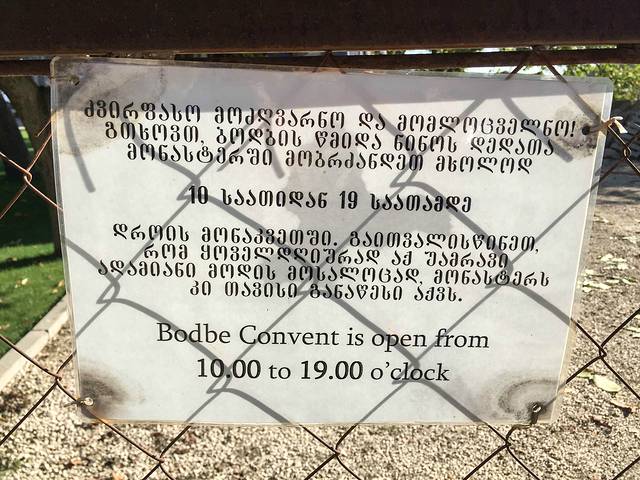 ძვირფასო მოძღვარნო და მომლოცველნო!
გთხოვთ, ბოდბის წმიდა ნინოს დედათა
მონასტერში მობრძანდეთ მხოლოდ
10 საათიდან 19 საათამდე
დროის მონაკვეთში. გაითვალისწინეთ,
რომ ყოველდღიურად აქ უამრავი
ადამიანი მოდის მოსალოცად, მონასტერს
კი თავისი განაწესი აქვს.
Bodbe Convent is open from
10.00 to 19.00 o'clock